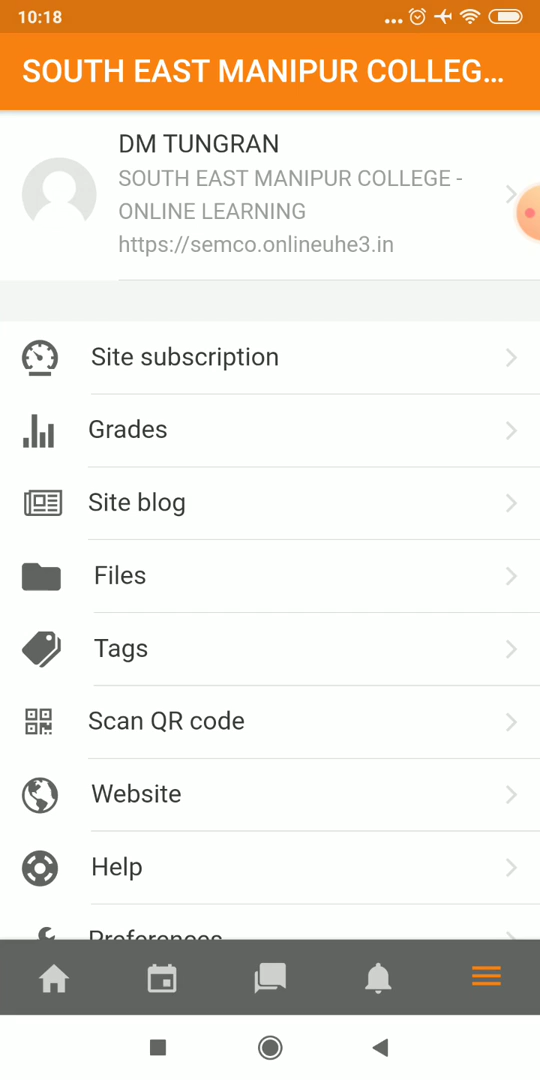 10:18
SOUTH EAST MANIPUR COLLEG...
DM TUNGRAN
SOUTH EAST MANIPUR COLLEGE -
ONLINE LEARNING
https://semco.onlineuhe3.in
Site subscription
Grades
Site blog
Files
Tags
Scan QR code
Website
Help
Preferences